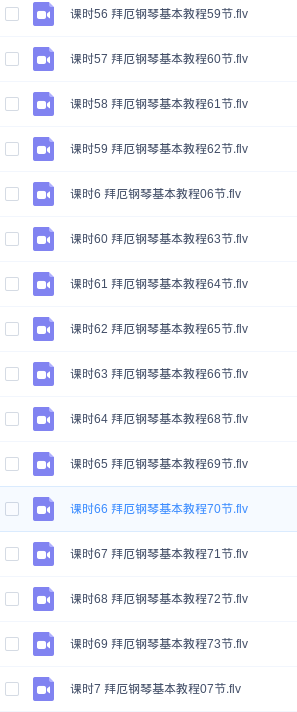 课时56 拜厄钢琴基本教程59节.flv
课时57 拜厄钢琴基本教程60节.flv
课时58 拜厄钢琴基本教程61节.flv
课时59 拜厄钢琴基本教程62节.flv
课时6 拜厄钢琴基本教程06节.flv
课时60 拜厄钢琴基本教程63节.flv
课时61 拜厄钢琴基本教程64节.flv
课时62 拜厄钢琴基本教程65节.flv
课时63 拜厄钢琴基本教程66节.flv
课时64 拜厄钢琴基本教程68节.flv
课时65 拜厄钢琴基本教程69节.flv
课时66 拜厄钢琴基本教程70节.flv
课时67 拜厄钢琴基本教程71节.flv
课时68 拜厄钢琴基本教程72节.flv
课时69 拜厄钢琴基本教程73节.flv
课时7 拜厄钢琴基本教程07节.flv